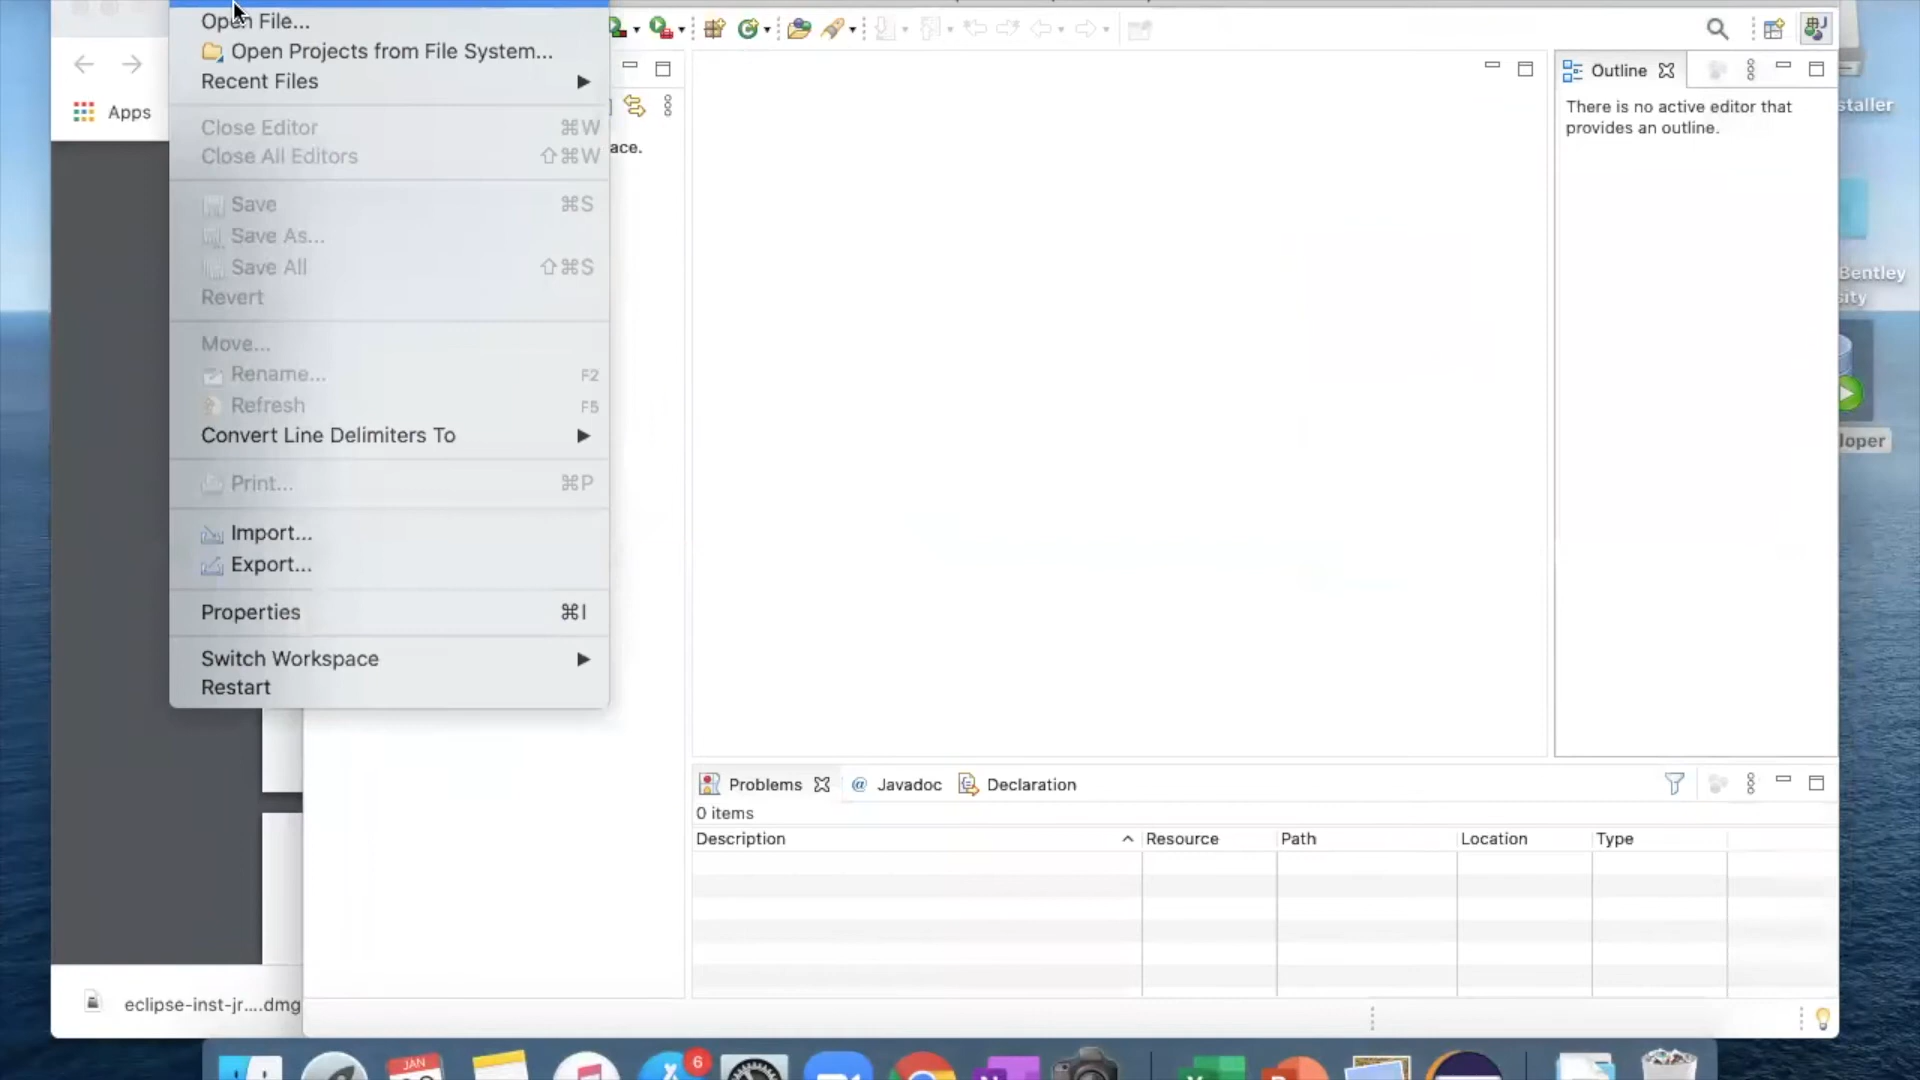 Open File...
Open Projects from File System...
Recent Files
Close Editor ⌘W
Close All Editors ⇧⌘W
Save ⌘S
Save As...
Save All ⇧⌘S
Revert
Move...
Rename... F2
Refresh F5
Convert Line Delimiters To
Print... ⌘P
Import...
Export...
Properties ⌘I
Switch Workspace
Restart
Apps
ace.
Outline
There is no active editor that
provides an outline.
staller
Bentley
sity
loper
Problems
@ Javadoc
Declaration
0 items
Description Resource Path Location Type
eclipse-inst-jr....dmg
JAN
6